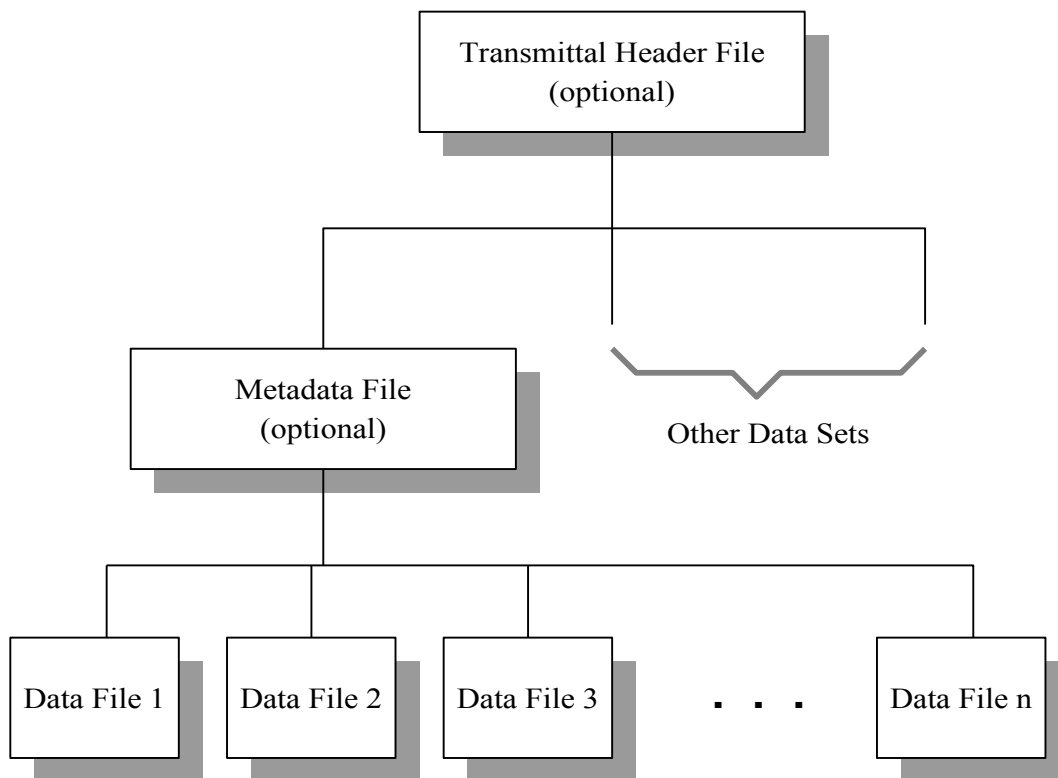 Transmittal Header File
(optional)
Metadata File
(optional)
Other Data Sets
Data File 1
Data File 2
Data File 3
. . .
Data File n